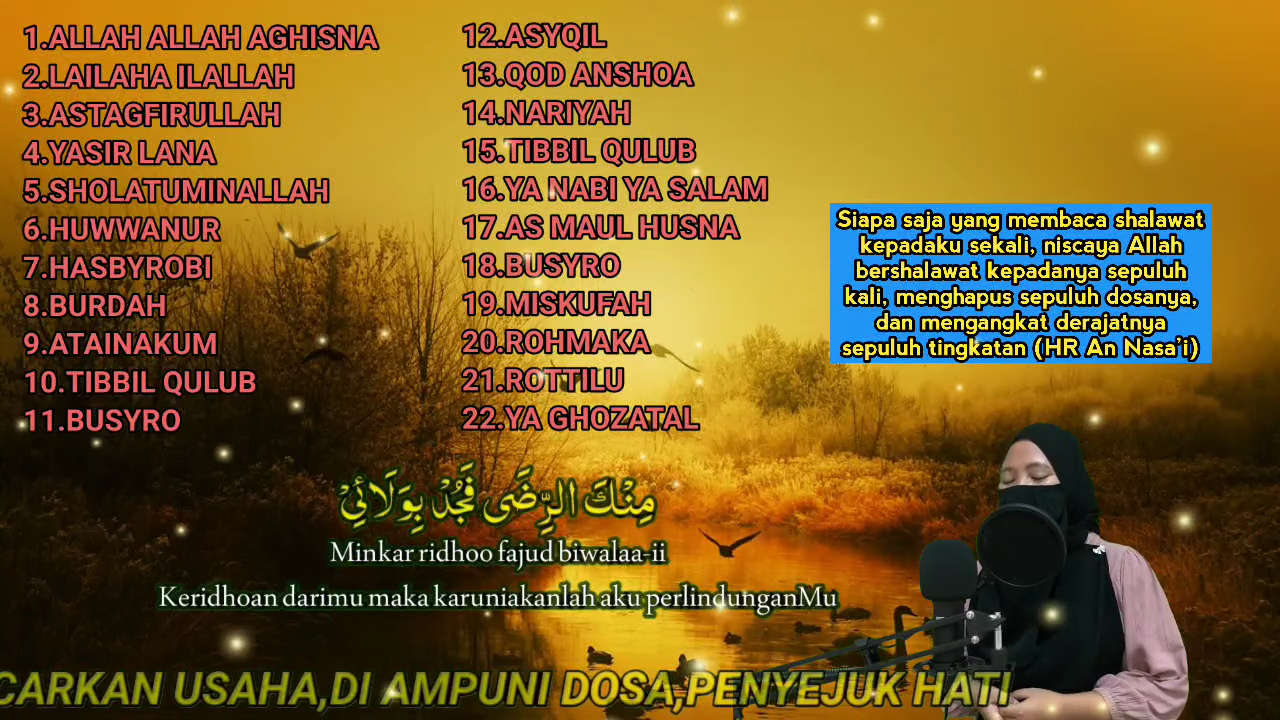 1.ALLAH ALLAH AGHISNA
2.LAILAHA ILALLAH
3.ASTAGFIRULLAH
4.YASIR LANA
5.SHOLATUMINALLAH
6.HUWWANUR
7.HASBYROBI
8.BURDAH
9.ATAINAKUM
10.TIBBIL QULUB
11.BUSYRO
12.ASYQIL
13.QOD ANSHOA
14.NARIYAH
15.TIBBIL QULUB
16.YA NABI YA SALAM
17.AS MAUL HUSNA
18.BUSYRO
19.MISKUFAH
20.ROHMAKA
21.ROTTILU
22.YA GHOZATAL
Siapa saja yang membaca shalawat
kepadaku sekali, niscaya Allah
bershalawat kepadanya sepuluh
kali, menghapus sepuluh dosanya,
dan mengangkat derajatnya
sepuluh tingkatan (HR An Nasa'i)
مِنْكَ الرِّضَى فَجُدْ بِوَلَائِيْ
Minkar ridhoo fajud biwalaa-ii
Keridhoan darimu maka karuniakanlah aku perlindunganMu
CARKAN USAHA,DI AMPUNI DOSA,PENYEJUK HATI